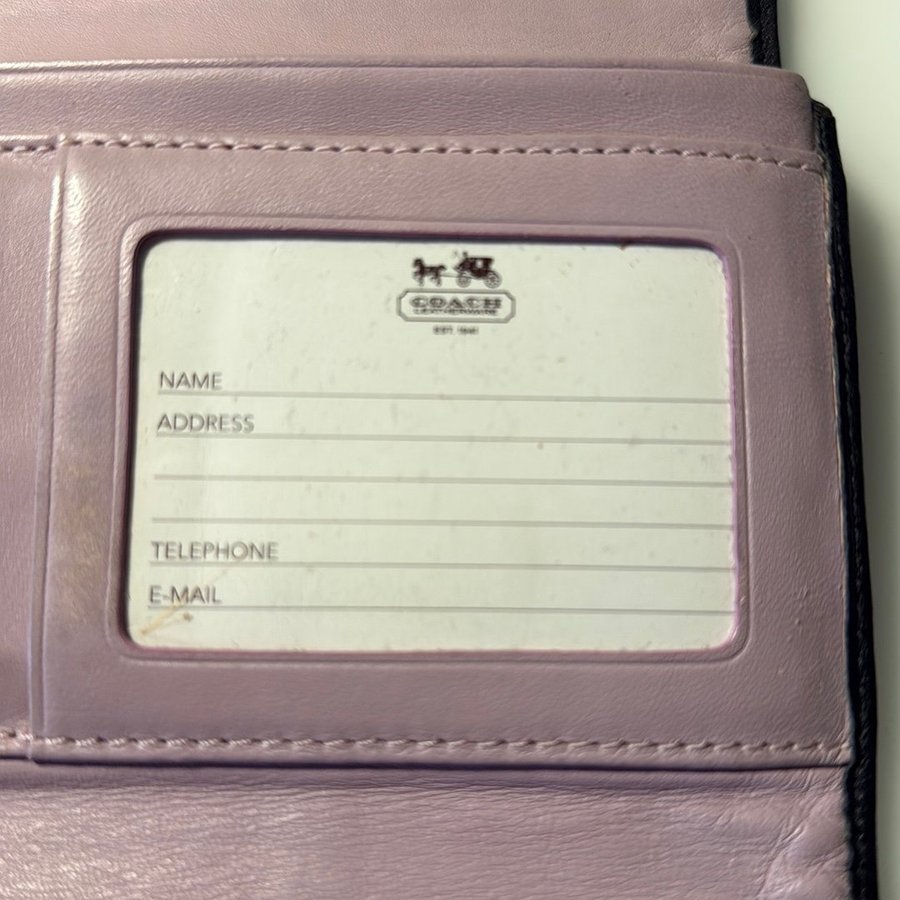 COACH
LEATHERWARE
EST. 1941
NAME
ADDRESS
TELEPHONE
E-MAIL